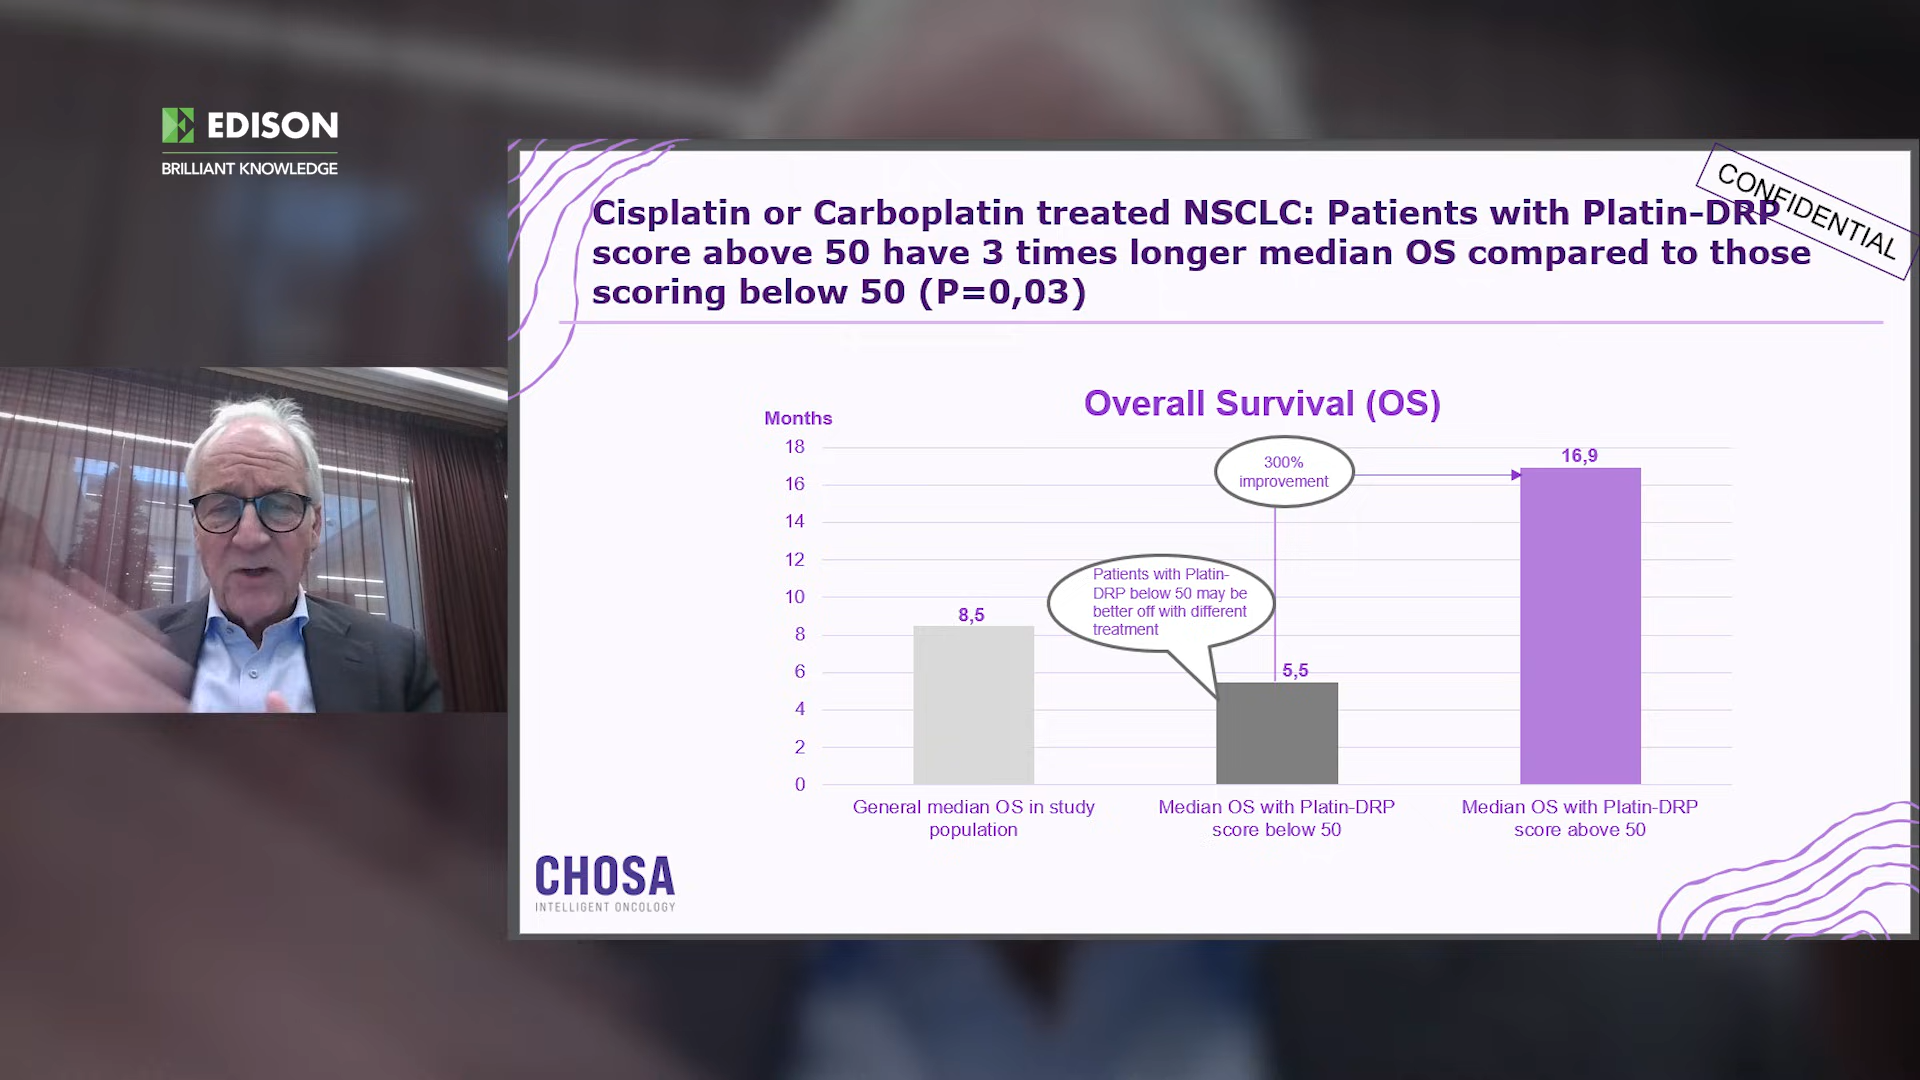 EDISON
BRILLIANT KNOWLEDGE
CONFIDENTIAL
Cisplatin or Carboplatin treated NSCLC: Patients with Platin-DRP
score above 50 have 3 times longer median OS compared to those
scoring below 50 (P=0,03)
Overall Survival (OS)
Months
18
16
14
12
10
8
6
4
2
0
300%
improvement
16,9
Patients with Platin-
DRP below 50 may be
better off with different
treatment
8,5
5,5
General median OS in study
population
Median OS with Platin-DRP
score below 50
Median OS with Platin-DRP
score above 50
CHOSA
INTELLIGENT ONCOLOGY